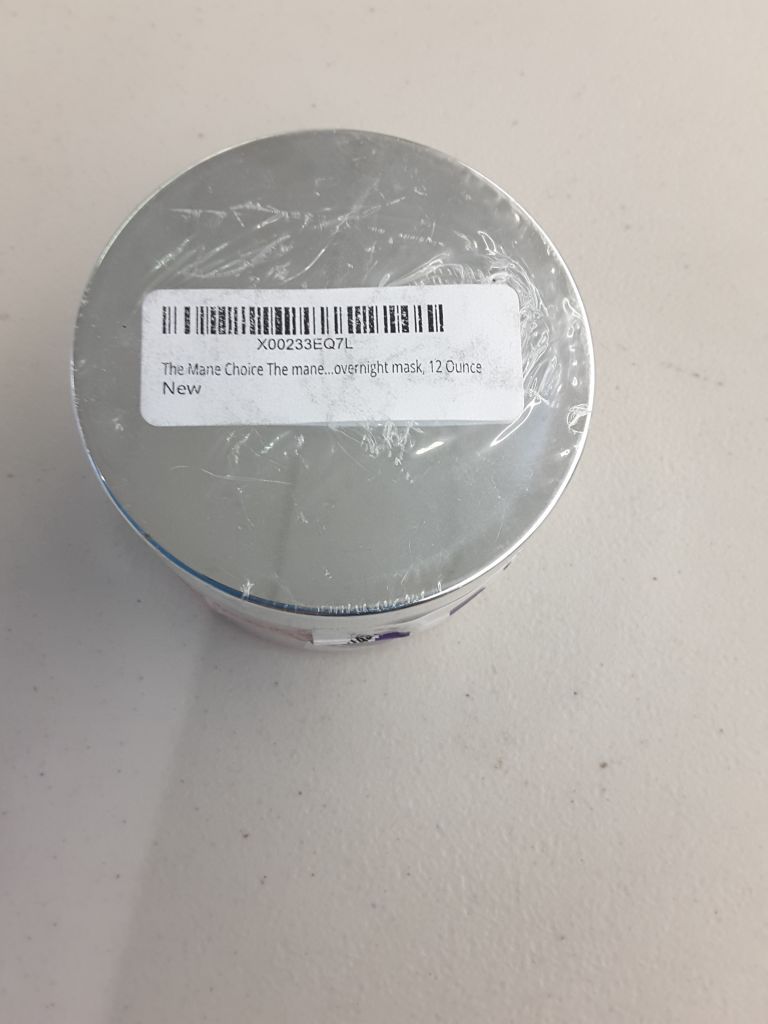 X00233EQ7L
The Mane Choice The mane...overnight mask, 12 Ounce
New